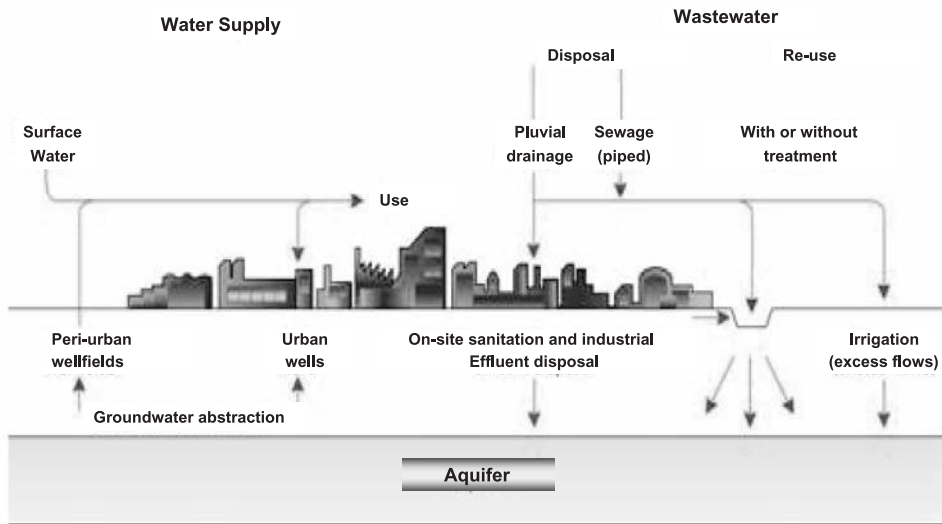 Water Supply
Wastewater
Disposal
Re-use
Surface
Water
Pluvial
drainage
Sewage
(piped)
With or without
treatment
Use
Peri-urban
wellfields
Urban
wells
On-site sanitation and industrial
Effluent disposal
Irrigation
(excess flows)
Groundwater abstraction
Aquifer